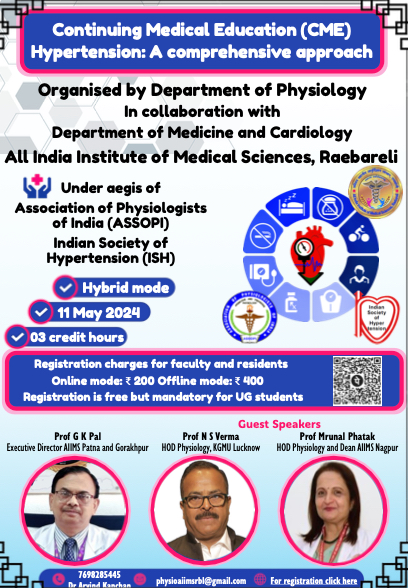 Continuing Medical Education (CME)
Hypertension: A comprehensive approach
Organised by Department of Physiology
In collaboration with
Department of Medicine and Cardiology
All India Institute of Medical Sciences, Raebareli
Under aegis of
Association of Physiologists
of India (ASSOPI)
Indian Society of
Hypertension (ISH)
Indian
Society
of
Hyper
tension
Hybrid mode
11 May 2024
03 credit hours
Registration charges for faculty and residents
Online mode: ₹ 200 Offline mode: ₹ 400
Registration is free but mandatory for UG students
Guest Speakers
Prof G K Pal
Executive Director AIIMS Patna and Gorakhpur
Prof N S Verma
HOD Physiology, KGMU Lucknow
Prof Mrunal Phatak
HOD Physiology and Dean AIIMS Nagpur
7698285445
Dr Arvind Kanchan
physioaiimsrbl@gmail.com
For registration click here